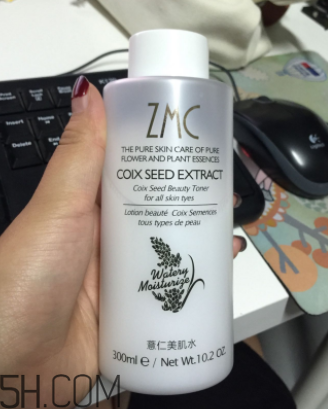 ZMC
THE PURE SKIN CARE OF PURE
FLOWER AND PLANT ESSENCES
COIX SEED EXTRACT
Coix Seed Beauty Toner
for all skin tyes
Lotion beauté Coix Semences
tous types de peau
Watery
Moisturize
薏仁美肌水
300ml e / Net Wt.10.2 OZ.
5H.COM